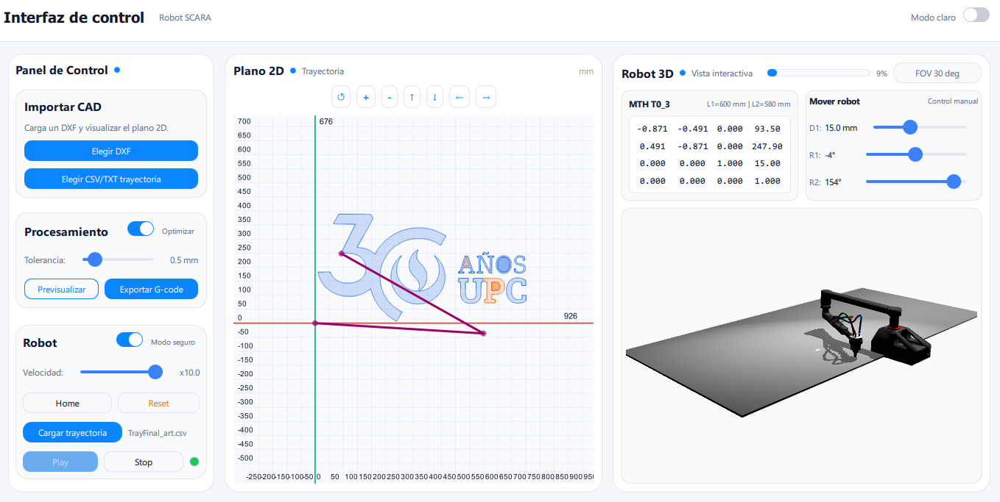 Interfaz de control
Robot SCARA
Modo claro
Panel de Control
Importar CAD
Carga un DXF y visualizar el plano 2D.
Elegir DXF
Elegir CSV/TXT trayectoria
Procesamiento
Optimizar
Tolerancia:
0.5 mm
Previsualizar
Exportar G-code
Robot
Modo seguro
Velocidad:
x10.0
Home
Reset
Cargar trayectoria
TrayFinal_art.csv
Play
Stop
Plano 2D
Trayectoria
mm
↺ + - ↑ ↓ ← →
700
650
600
550
500
450
400
350
300
250
200
150
100
50
0
-50
-100
-150
-200
-250
-300
-350
-400
-450
-500
676
926
30
AÑOS
UPC
-250-200-150-100-50 0 50 100 150 200 250 300 350 400 450 500 550 600 650 700 750 800 850 900 95
Robot 3D
Vista interactiva
9%
FOV 30 deg
MTH T0_3
L1=600 mm | L2=580 mm
-0.871 -0.491 0.000 93.50
0.491 -0.871 0.000 247.90
0.000 0.000 1.000 15.00
0.000 0.000 0.000 1.000
Mover robot
Control manual
D1: 15.0 mm
R1: -4°
R2: 154°